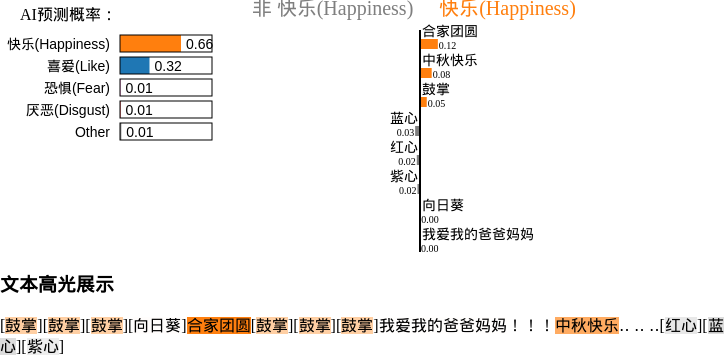 AI预测概率：
快乐(Happiness) 0.66
喜爱(Like) 0.32
恐惧(Fear) 0.01
厌恶(Disgust) 0.01
Other 0.01
非 快乐(Happiness) 快乐(Happiness)
合家团圆
0.12
中秋快乐
0.08
鼓掌
0.05
蓝心
0.03
红心
0.02
紫心
0.02
向日葵
0.00
我爱我的爸爸妈妈
0.00
文本高光展示
[鼓掌][鼓掌][鼓掌][向日葵]合家团圆[鼓掌][鼓掌][鼓掌]我爱我的爸爸妈妈！！！中秋快乐.. .. ..[红心][蓝
心][紫心]